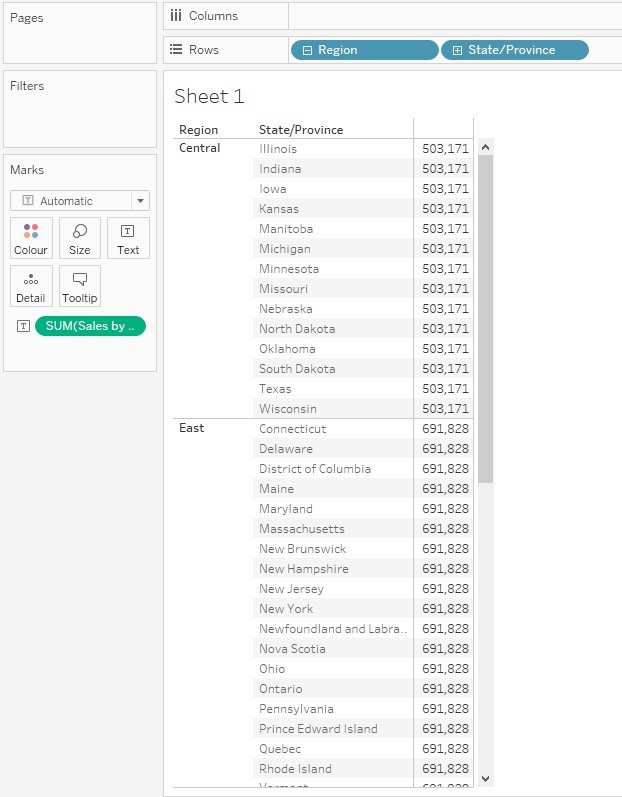 Pages
Columns
Rows
Region
State/Province
Filters
Marks
Automatic
Colour
Size
Text
Detail
Tooltip
SUM(Sales by ..
Sheet 1
Region State/Province
Central Illinois 503,171
Indiana 503,171
Iowa 503,171
Kansas 503,171
Manitoba 503,171
Michigan 503,171
Minnesota 503,171
Missouri 503,171
Nebraska 503,171
North Dakota 503,171
Oklahoma 503,171
South Dakota 503,171
Texas 503,171
Wisconsin 503,171
East Connecticut 691,828
Delaware 691,828
District of Columbia 691,828
Maine 691,828
Maryland 691,828
Massachusetts 691,828
New Brunswick 691,828
New Hampshire 691,828
New Jersey 691,828
New York 691,828
Newfoundland and Labra.. 691,828
Nova Scotia 691,828
Ohio 691,828
Ontario 691,828
Pennsylvania 691,828
Prince Edward Island 691,828
Quebec 691,828
Rhode Island 691,828